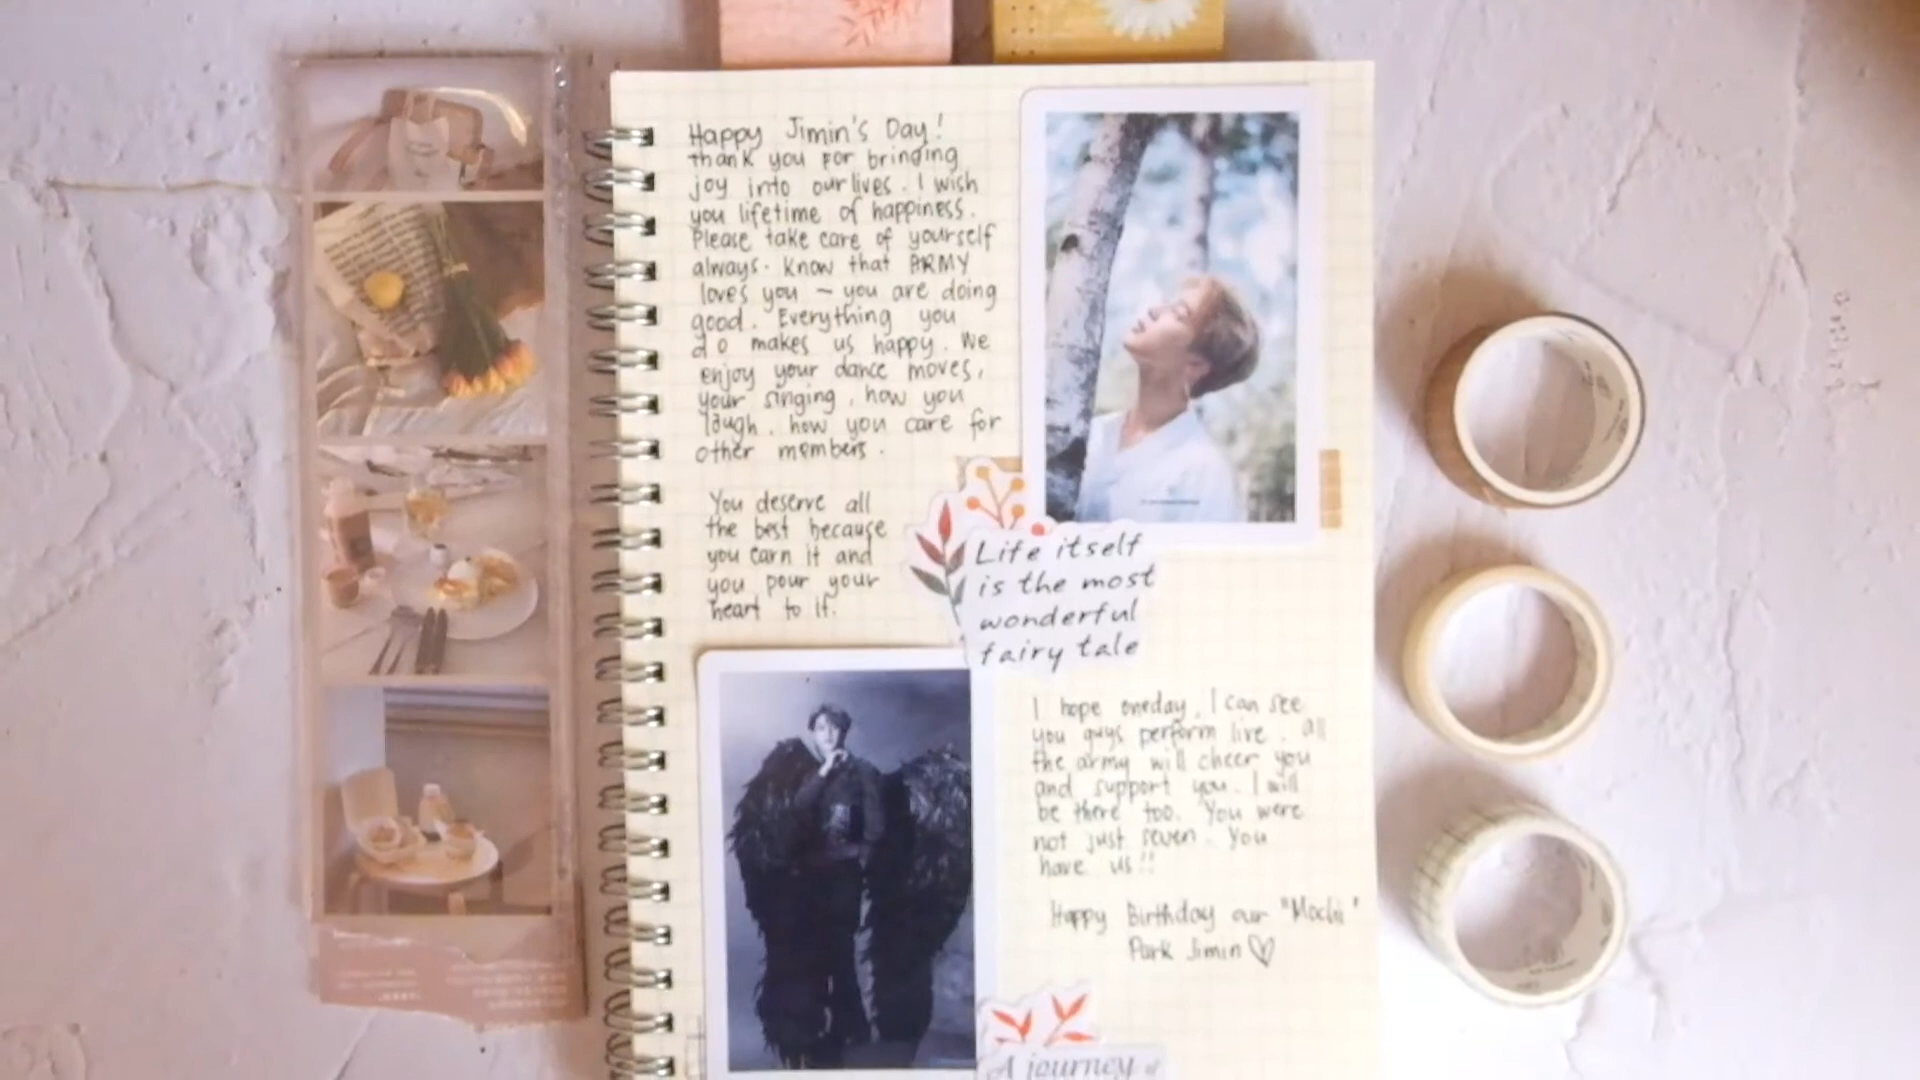 Happy Jimin's Day!
thank you for bringing
joy into our lives. I wish
you lifetime of happiness.
Please take care of yourself
always. Know that ARMY
loves you – you are doing
good. Everything you
do makes us happy. We
enjoy your dance moves,
your singing, how you
laugh, how you care for
other members.
You deserve all
the best because
you earn it and
you pour your
heart to it.
Life itself
is the most
wonderful
fairy tale
I hope oneday, I can see
you guys perform live. All
the army will cheer you
and support you. I will
be there too. You were
not just seven. You
have us!!
Happy Birthday our "Mochi"
Park Jimin♡
A journey of